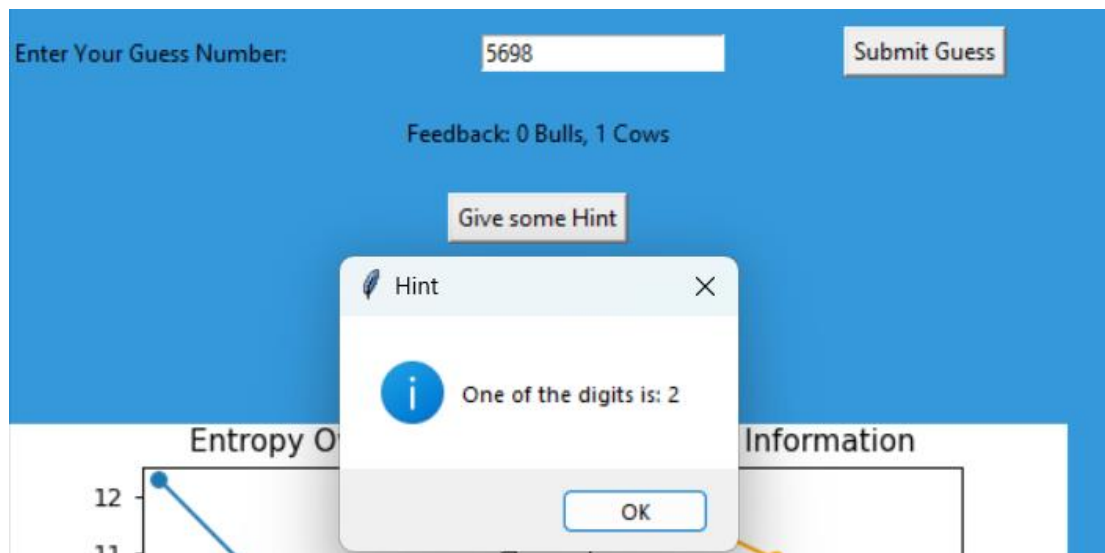 Enter Your Guess Number:
5698
Submit Guess
Feedback: 0 Bulls, 1 Cows
Give some Hint
Hint
One of the digits is: 2
OK
Entropy
Information
12
11